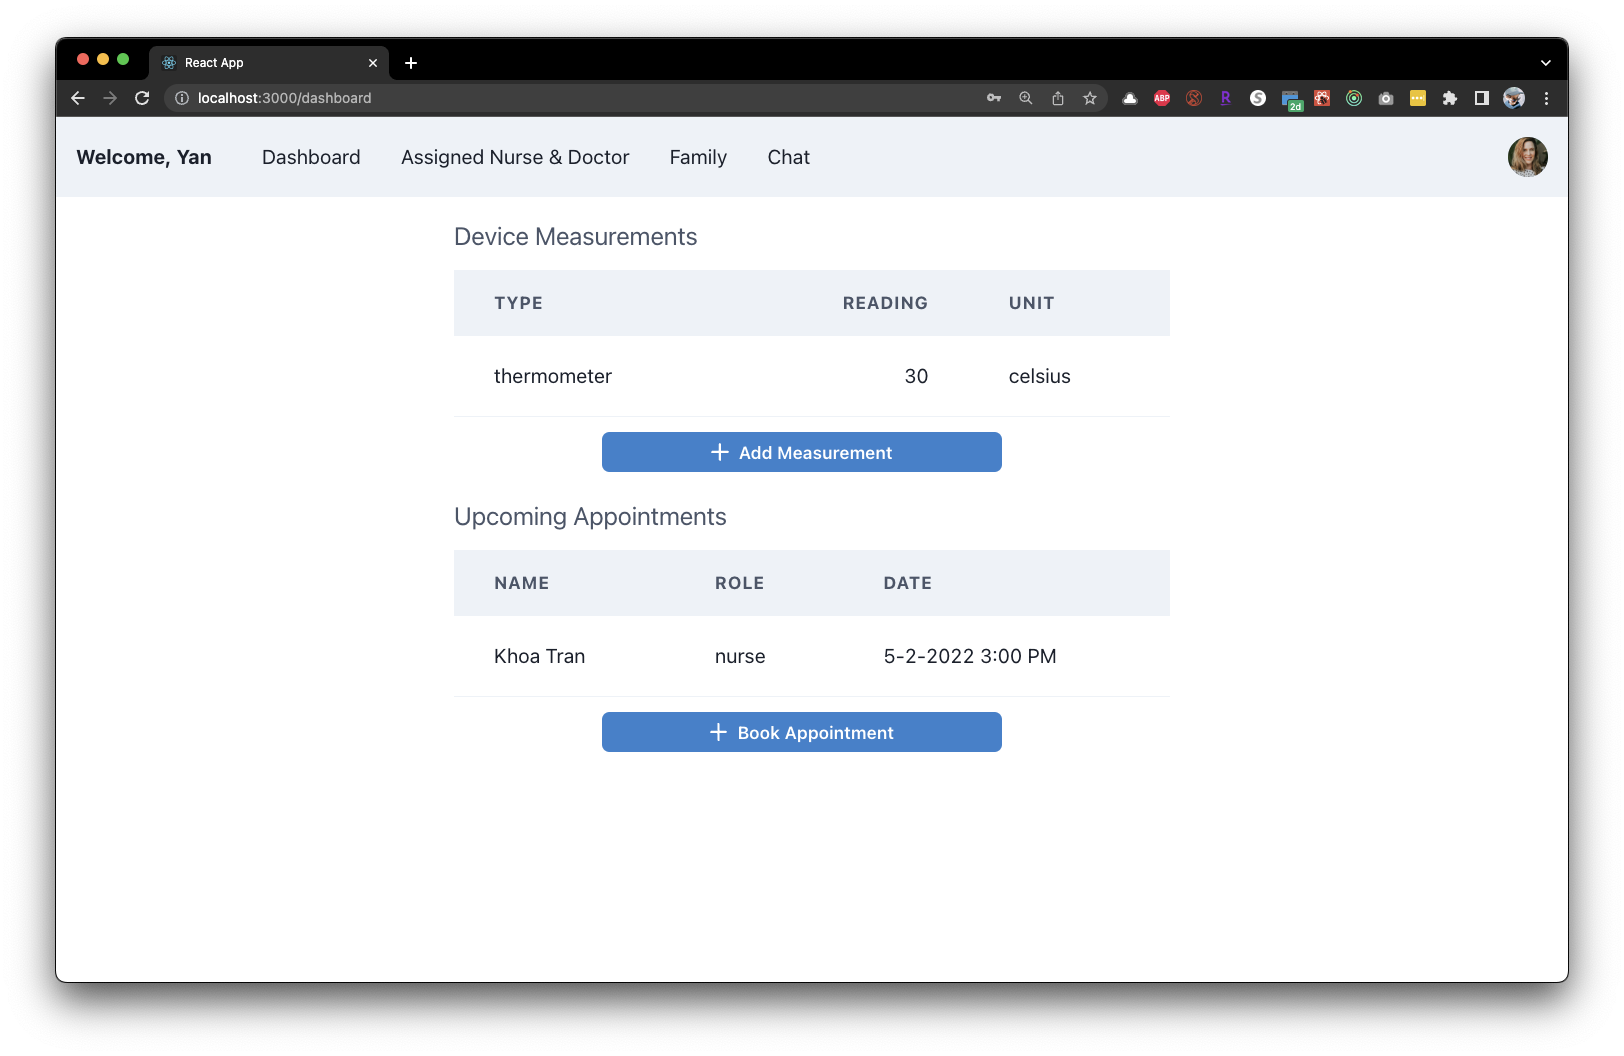 React App
localhost:3000/dashboard
ABP
R
S
2d
Welcome, Yan
Dashboard
Assigned Nurse & Doctor
Family
Chat
Device Measurements
TYPE READING UNIT
thermometer 30 celsius
Add Measurement
Upcoming Appointments
NAME ROLE DATE
Khoa Tran nurse 5-2-2022 3:00 PM
Book Appointment